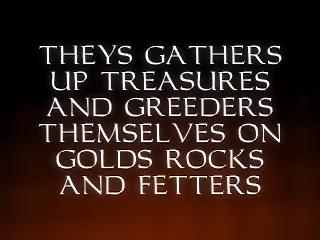 THEYS GATHERS
UP TREASURES
AND GREEDERS
THEMSELVES ON
GOLDS ROCKS
AND FETTERS